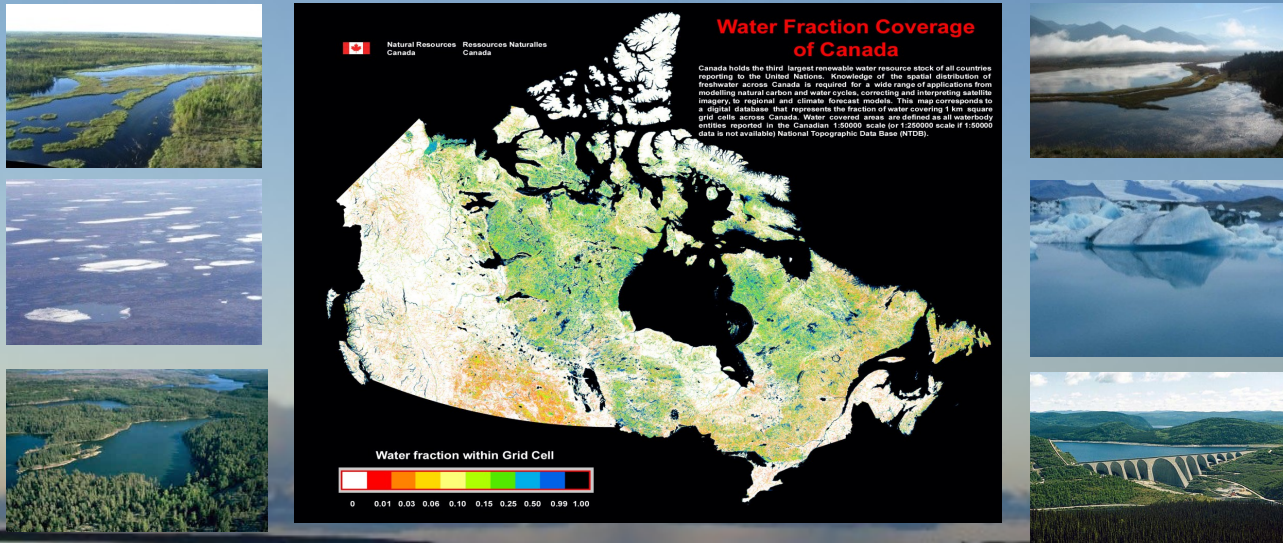 Natural Resources Ressources Naturalles
Canada Canada
Water Fraction Coverage
of Canada
Canada holds the third largest renewable water resource stock of all countries
reporting to the United Nations. Knowledge of the spatial distribution of
freshwater across Canada is required for a wide range of applications from
modelling natural carbon and water cycles, correcting and interpreting satellite
imagery, to regional and climate forecast models. This map corresponds to
a digital database that represents the fraction of water covering 1 km square
grid cells across Canada. Water covered areas are defined as all waterbody
entities reported in the Canadian 1:50000 scale (or 1:250000 scale if 1:50000
data is not available) National Topographic Data Base (NTDB).
Water fraction within Grid Cell
0 0.01 0.03 0.06 0.10 0.15 0.25 0.50 0.99 1.00